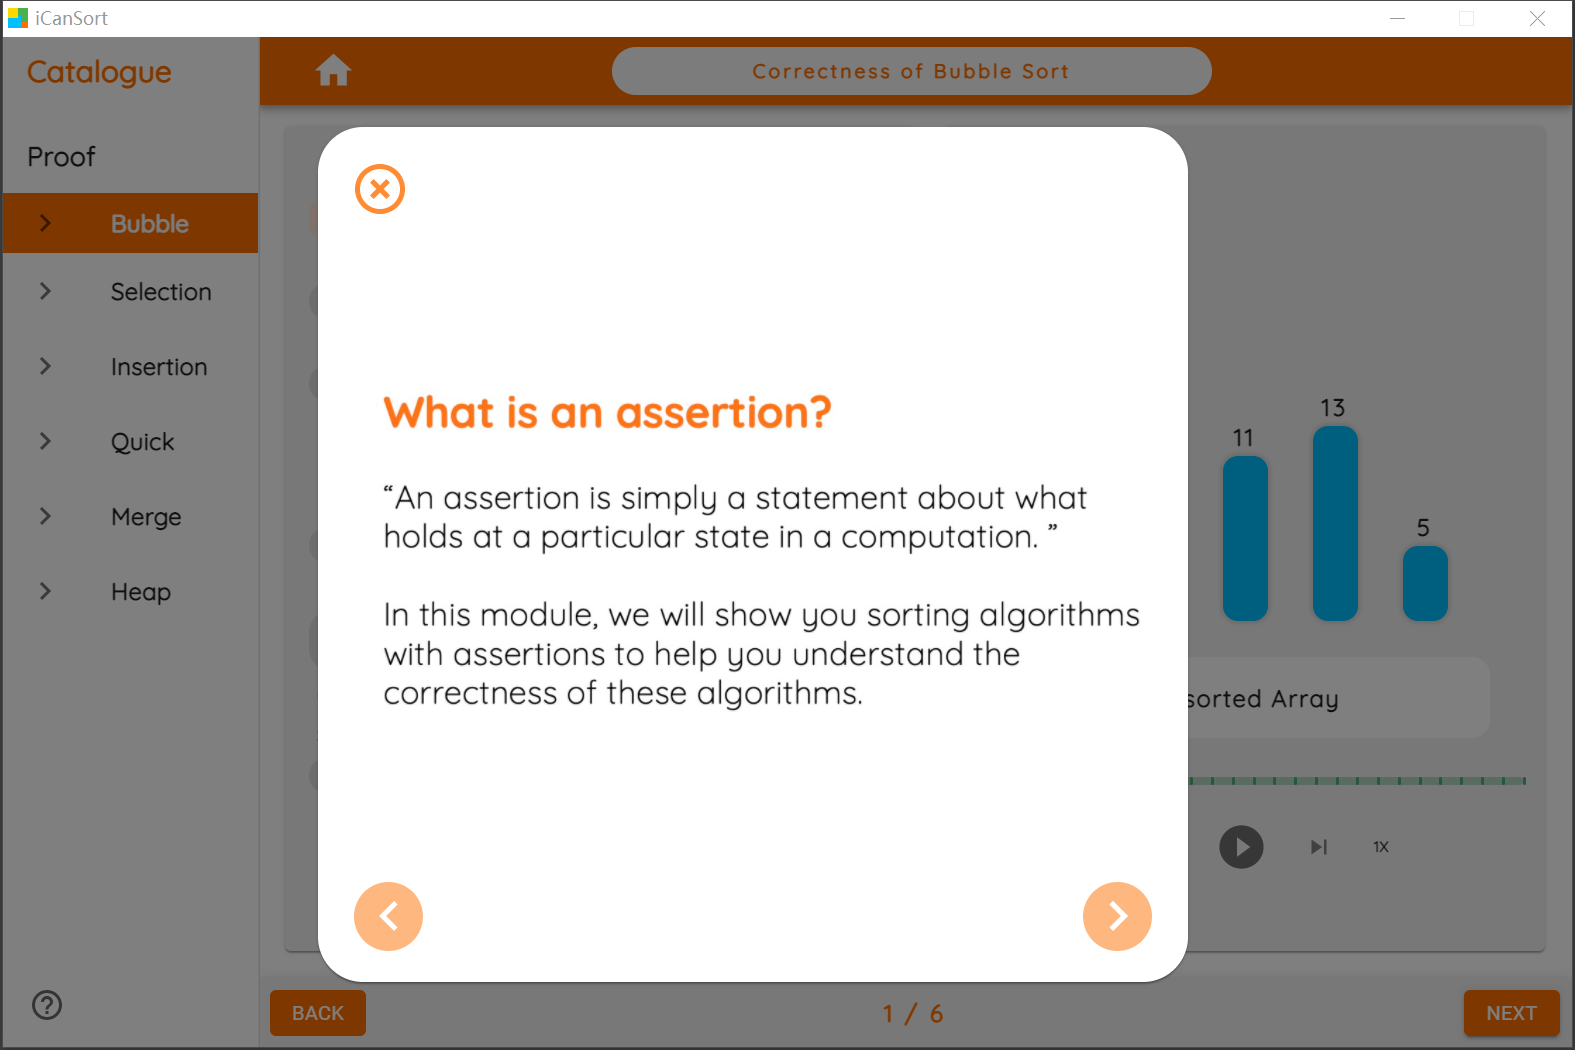 iCanSort
Catalogue
Correctness of Bubble Sort
Proof
Bubble
Selection
Insertion
Quick
Merge
Heap
What is an assertion?
“An assertion is simply a statement about what
holds at a particular state in a computation. ”
In this module, we will show you sorting algorithms
with assertions to help you understand the
correctness of these algorithms.
11
13
5
sorted Array
1X
BACK
1 / 6
NEXT